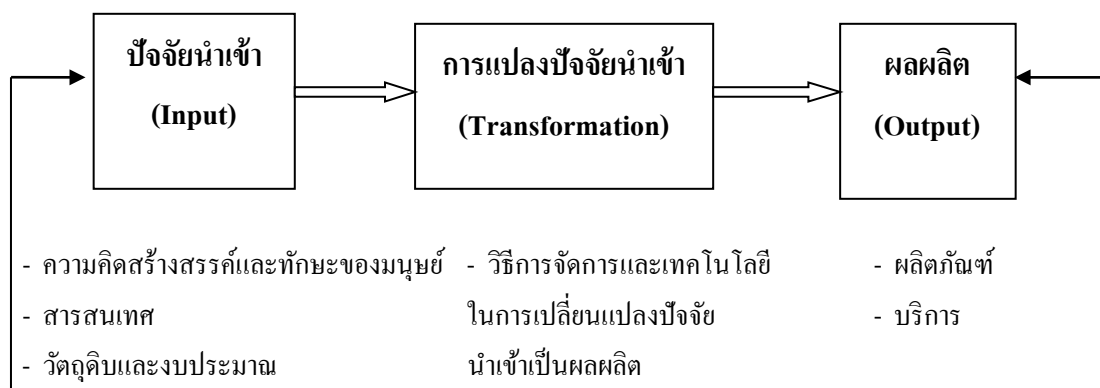 ปัจจัยนำเข้า
(Input)
การแปลงปัจจัยนำเข้า
(Transformation)
ผลผลิต
(Output)
- ความคิดสร้างสรรค์และทักษะของมนุษย์
- สารสนเทศ
- วัตถุดิบและงบประมาณ
- วิธีการจัดการและเทคโนโลยี
ในการเปลี่ยนแปลงปัจจัย
นำเข้าเป็นผลผลิต
- ผลิตภัณฑ์
- บริการ